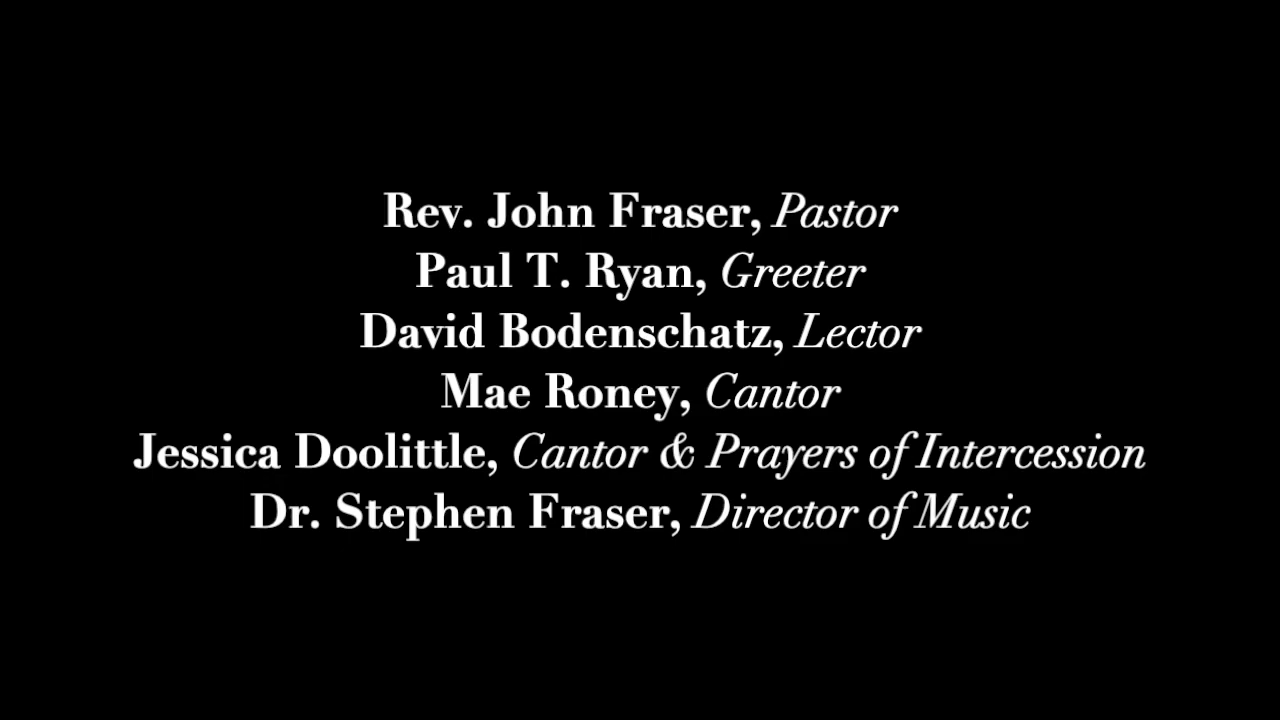 Rev. John Fraser, Pastor
Paul T. Ryan, Greeter
David Bodenschatz, Lector
Mae Roney, Cantor
Jessica Doolittle, Cantor & Prayers of Intercession
Dr. Stephen Fraser, Director of Music